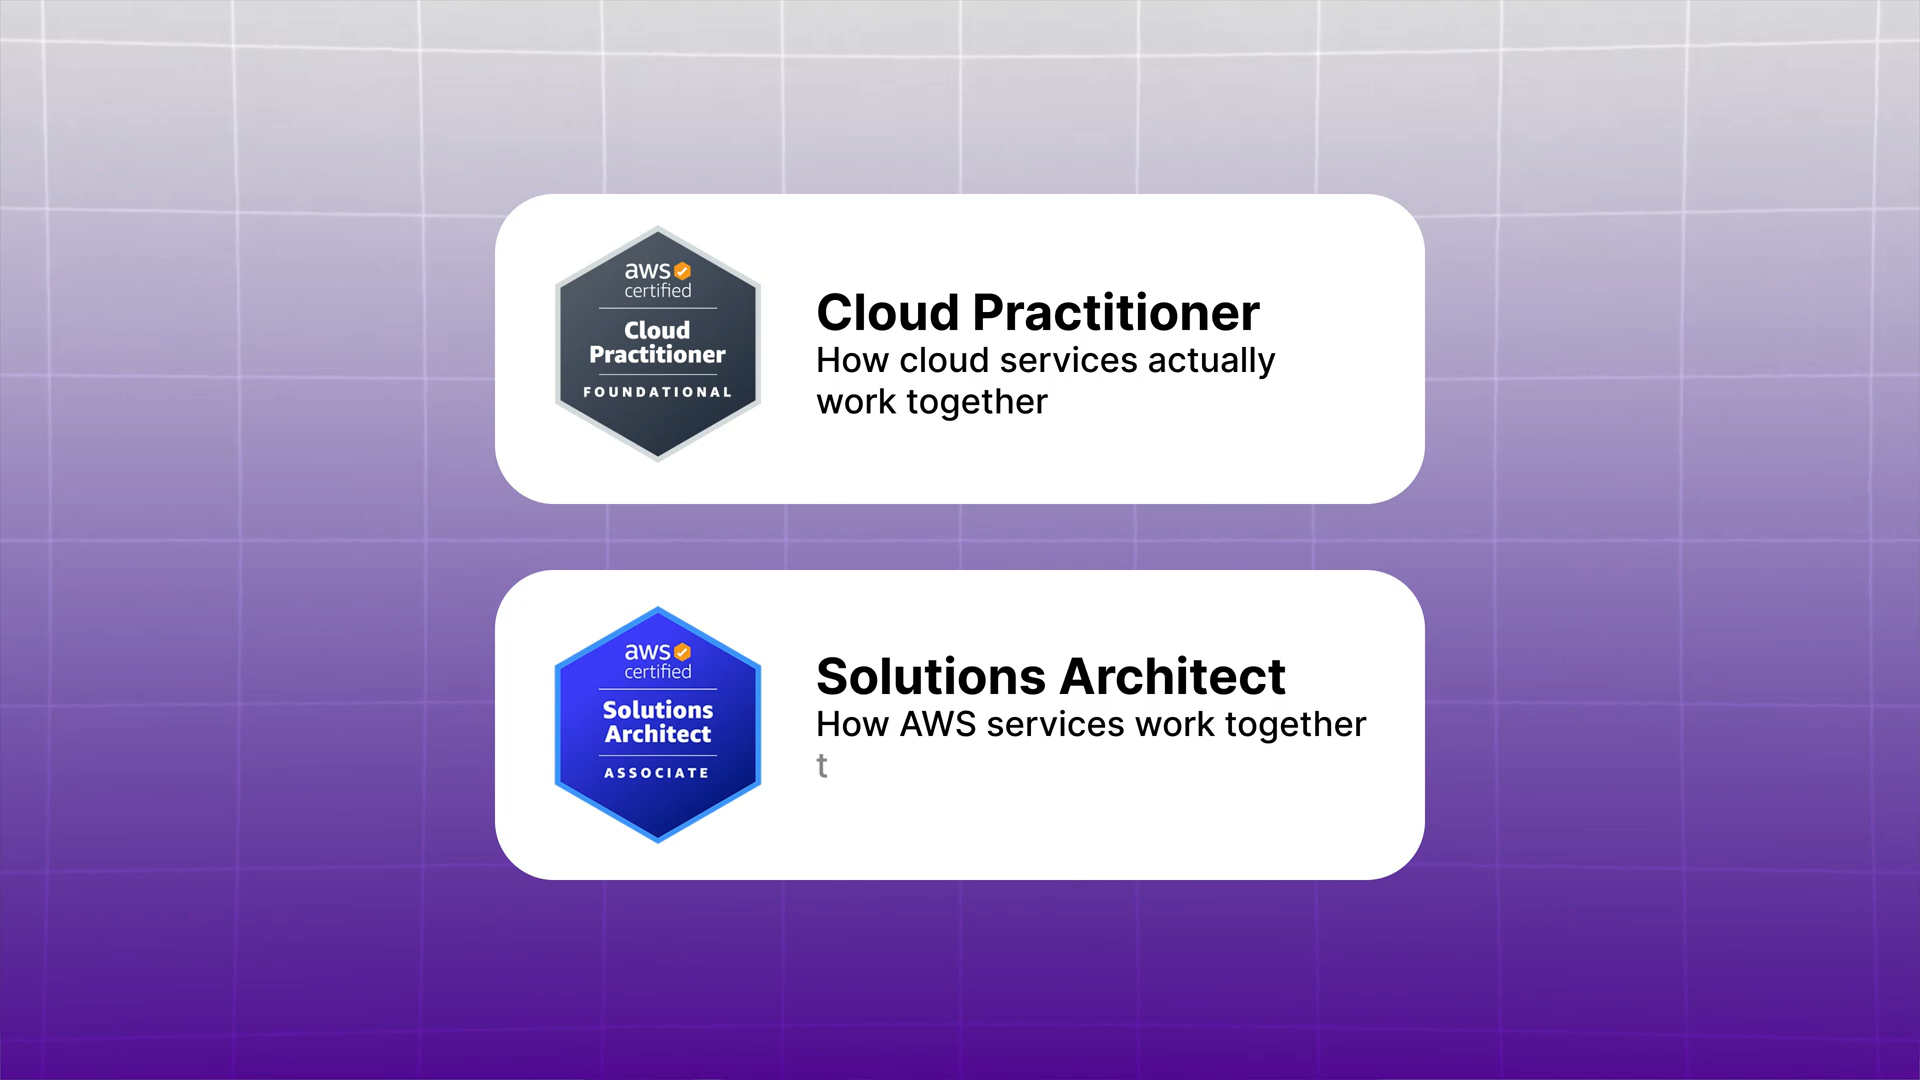 aws
certified
Cloud
Practitioner
FOUNDATIONAL
Cloud Practitioner
How cloud services actually
work together
aws
certified
Solutions
Architect
ASSOCIATE
Solutions Architect
How AWS services work together
t